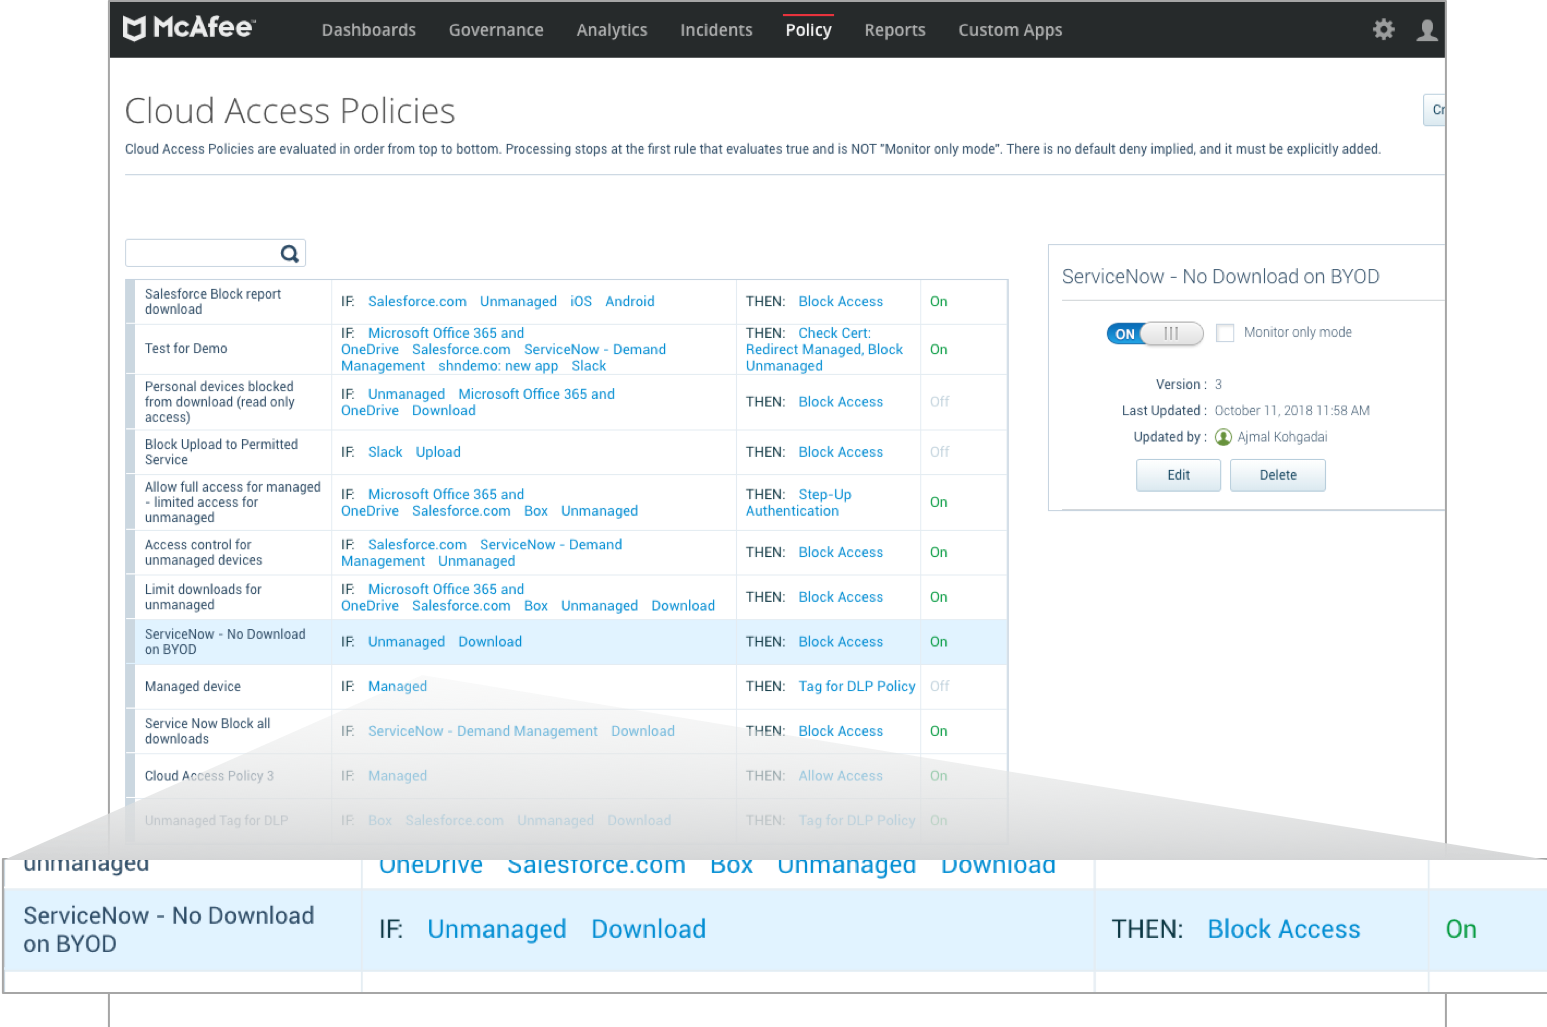 McAfee™
Dashboards Governance Analytics Incidents Policy Reports Custom Apps
Cloud Access Policies
Cloud Access Policies are evaluated in order from top to bottom. Processing stops at the first rule that evaluates true and is NOT "Monitor only mode". There is no default deny implied, and it must be explicitly added.
Salesforce Block report
download
IF: Salesforce.com Unmanaged iOS Android
THEN: Block Access
On
Test for Demo
IF: Microsoft Office 365 and
OneDrive Salesforce.com ServiceNow - Demand
Management shndemo: new app Slack
THEN: Check Cert:
Redirect Managed, Block
Unmanaged
On
Personal devices blocked
from download (read only
access)
IF: Unmanaged Microsoft Office 365 and
OneDrive Download
THEN: Block Access
Off
Block Upload to Permitted
Service
IF: Slack Upload
THEN: Block Access
Off
Allow full access for managed
- limited access for
unmanaged
IF: Microsoft Office 365 and
OneDrive Salesforce.com Box Unmanaged
THEN: Step-Up
Authentication
On
Access control for
unmanaged devices
IF: Salesforce.com ServiceNow - Demand
Management Unmanaged
THEN: Block Access
On
Limit downloads for
unmanaged
IF: Microsoft Office 365 and
OneDrive Salesforce.com Box Unmanaged Download
THEN: Block Access
On
ServiceNow - No Download
on BYOD
IF: Unmanaged Download
THEN: Block Access
On
Managed device
IF: Managed
THEN: Tag for DLP Policy
Off
Service Now Block all
downloads
IF: ServiceNow - Demand Management Download
THEN: Block Access
On
Cloud Access Policy 3
IF: Managed
THEN: Allow Access
On
Unmanaged Tag for DLP
IF: Box Salesforce.com Unmanaged Download
THEN: Tag for DLP Policy
On
ServiceNow - No Download on BYOD
ON
Monitor only mode
Version : 3
Last Updated : October 11, 2018 11:58 AM
Updated by : Ajmal Kohgadai
Edit Delete
unmanaged
OneDrive Salesforce.com Box Unmanaged Download
ServiceNow - No Download
on BYOD
IF: Unmanaged Download
THEN: Block Access
On